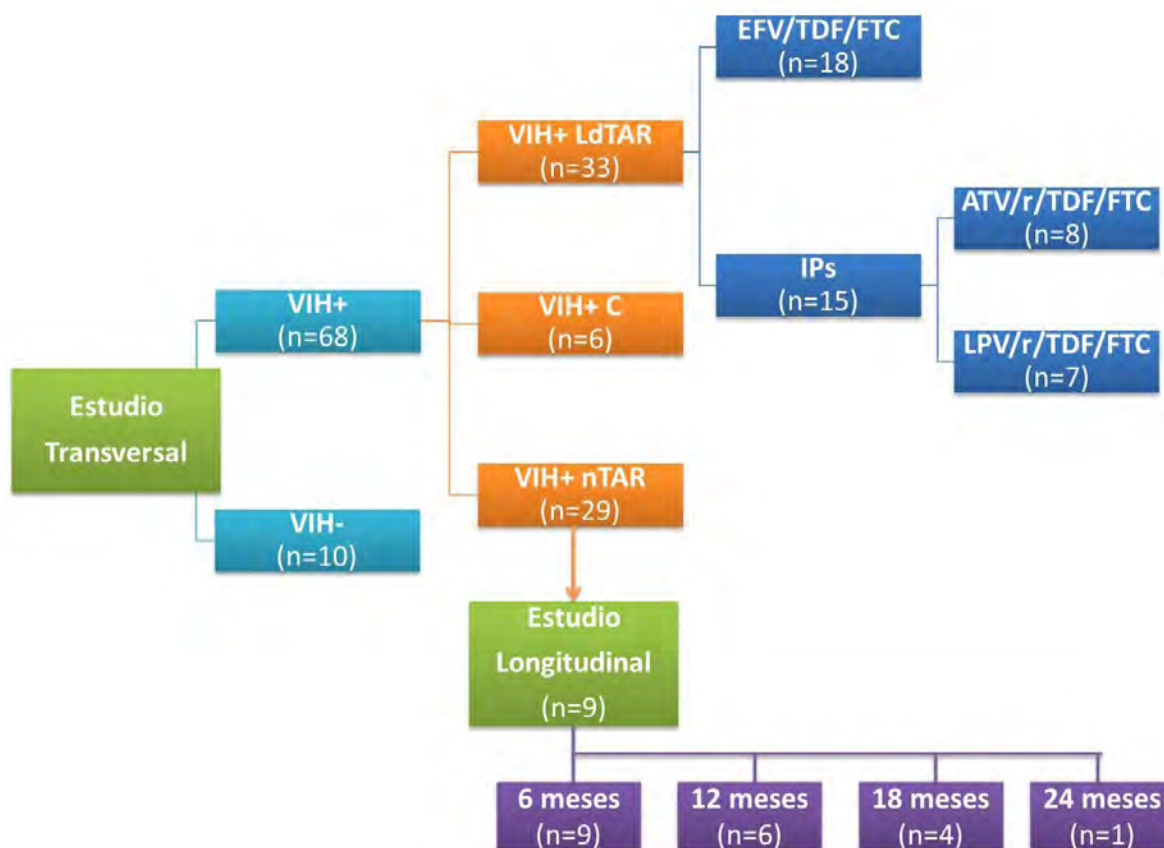 EFV/TDF/FTC
(n=18)
VIH+ LdTAR
(n=33)
ATV/r/TDF/FTC
(n=8)
IPs
(n=15)
VIH+
(n=68)
VIH+ C
(n=6)
LPV/r/TDF/FTC
(n=7)
Estudio
Transversal
VIH+ nTAR
(n=29)
VIH-
(n=10)
Estudio
Longitudinal
(n=9)
6 meses
(n=9)
12 meses
(n=6)
18 meses
(n=4)
24 meses
(n=1)